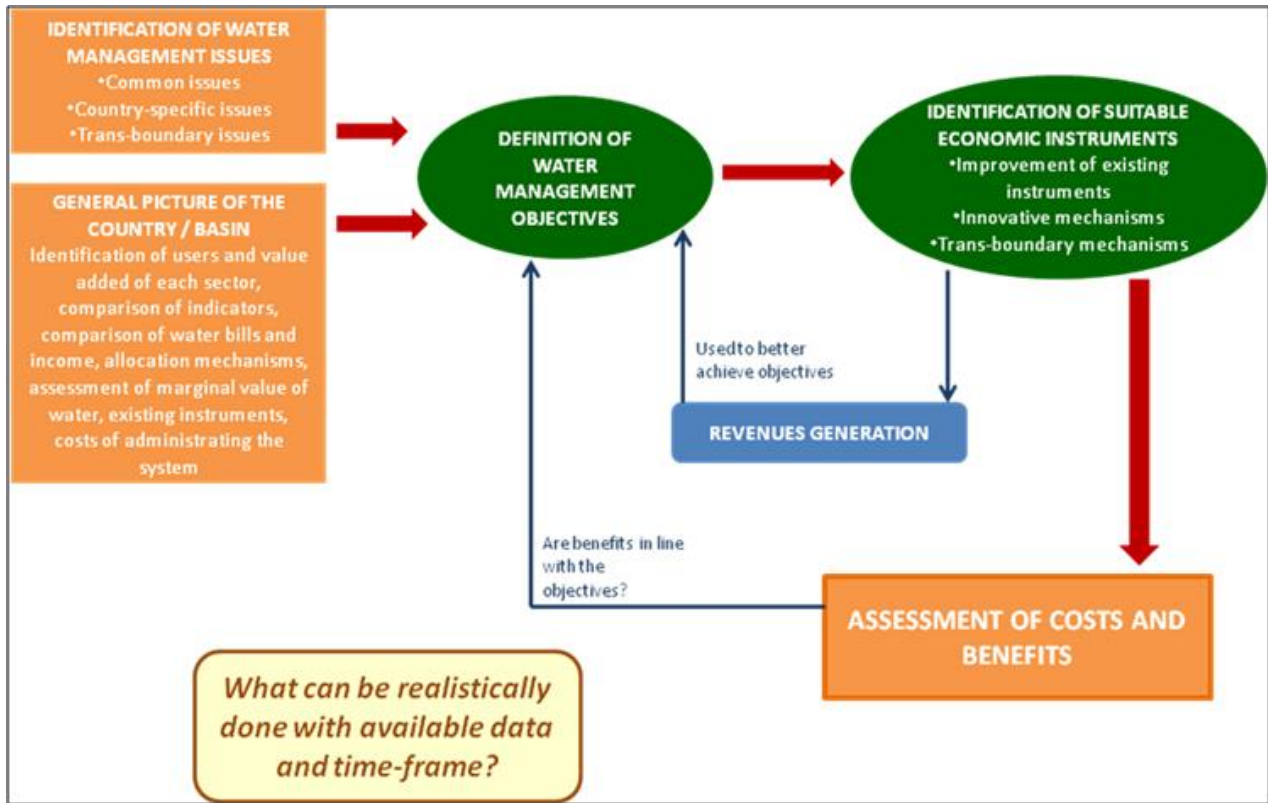 IDENTIFICATION OF WATER
MANAGEMENT ISSUES
•Common issues
•Country-specific issues
•Trans-boundary issues
GENERAL PICTURE OF THE
COUNTRY / BASIN
Identification of users and value
added of each sector,
comparison of indicators,
comparison of water bills and
income, allocation mechanisms,
assessment of marginal value of
water, existing instruments,
costs of administrating the
system
DEFINITION OF
WATER
MANAGEMENT
OBJECTIVES
IDENTIFICATION OF SUITABLE
ECONOMIC INSTRUMENTS
•Improvement of existing
instruments
•Innovative mechanisms
•Trans-boundary mechanisms
Used to better
achieve objectives
REVENUES GENERATION
Are benefits in line
with the
objectives?
ASSESSMENT OF COSTS AND
BENEFITS
What can be realistically
done with available data
and time-frame?